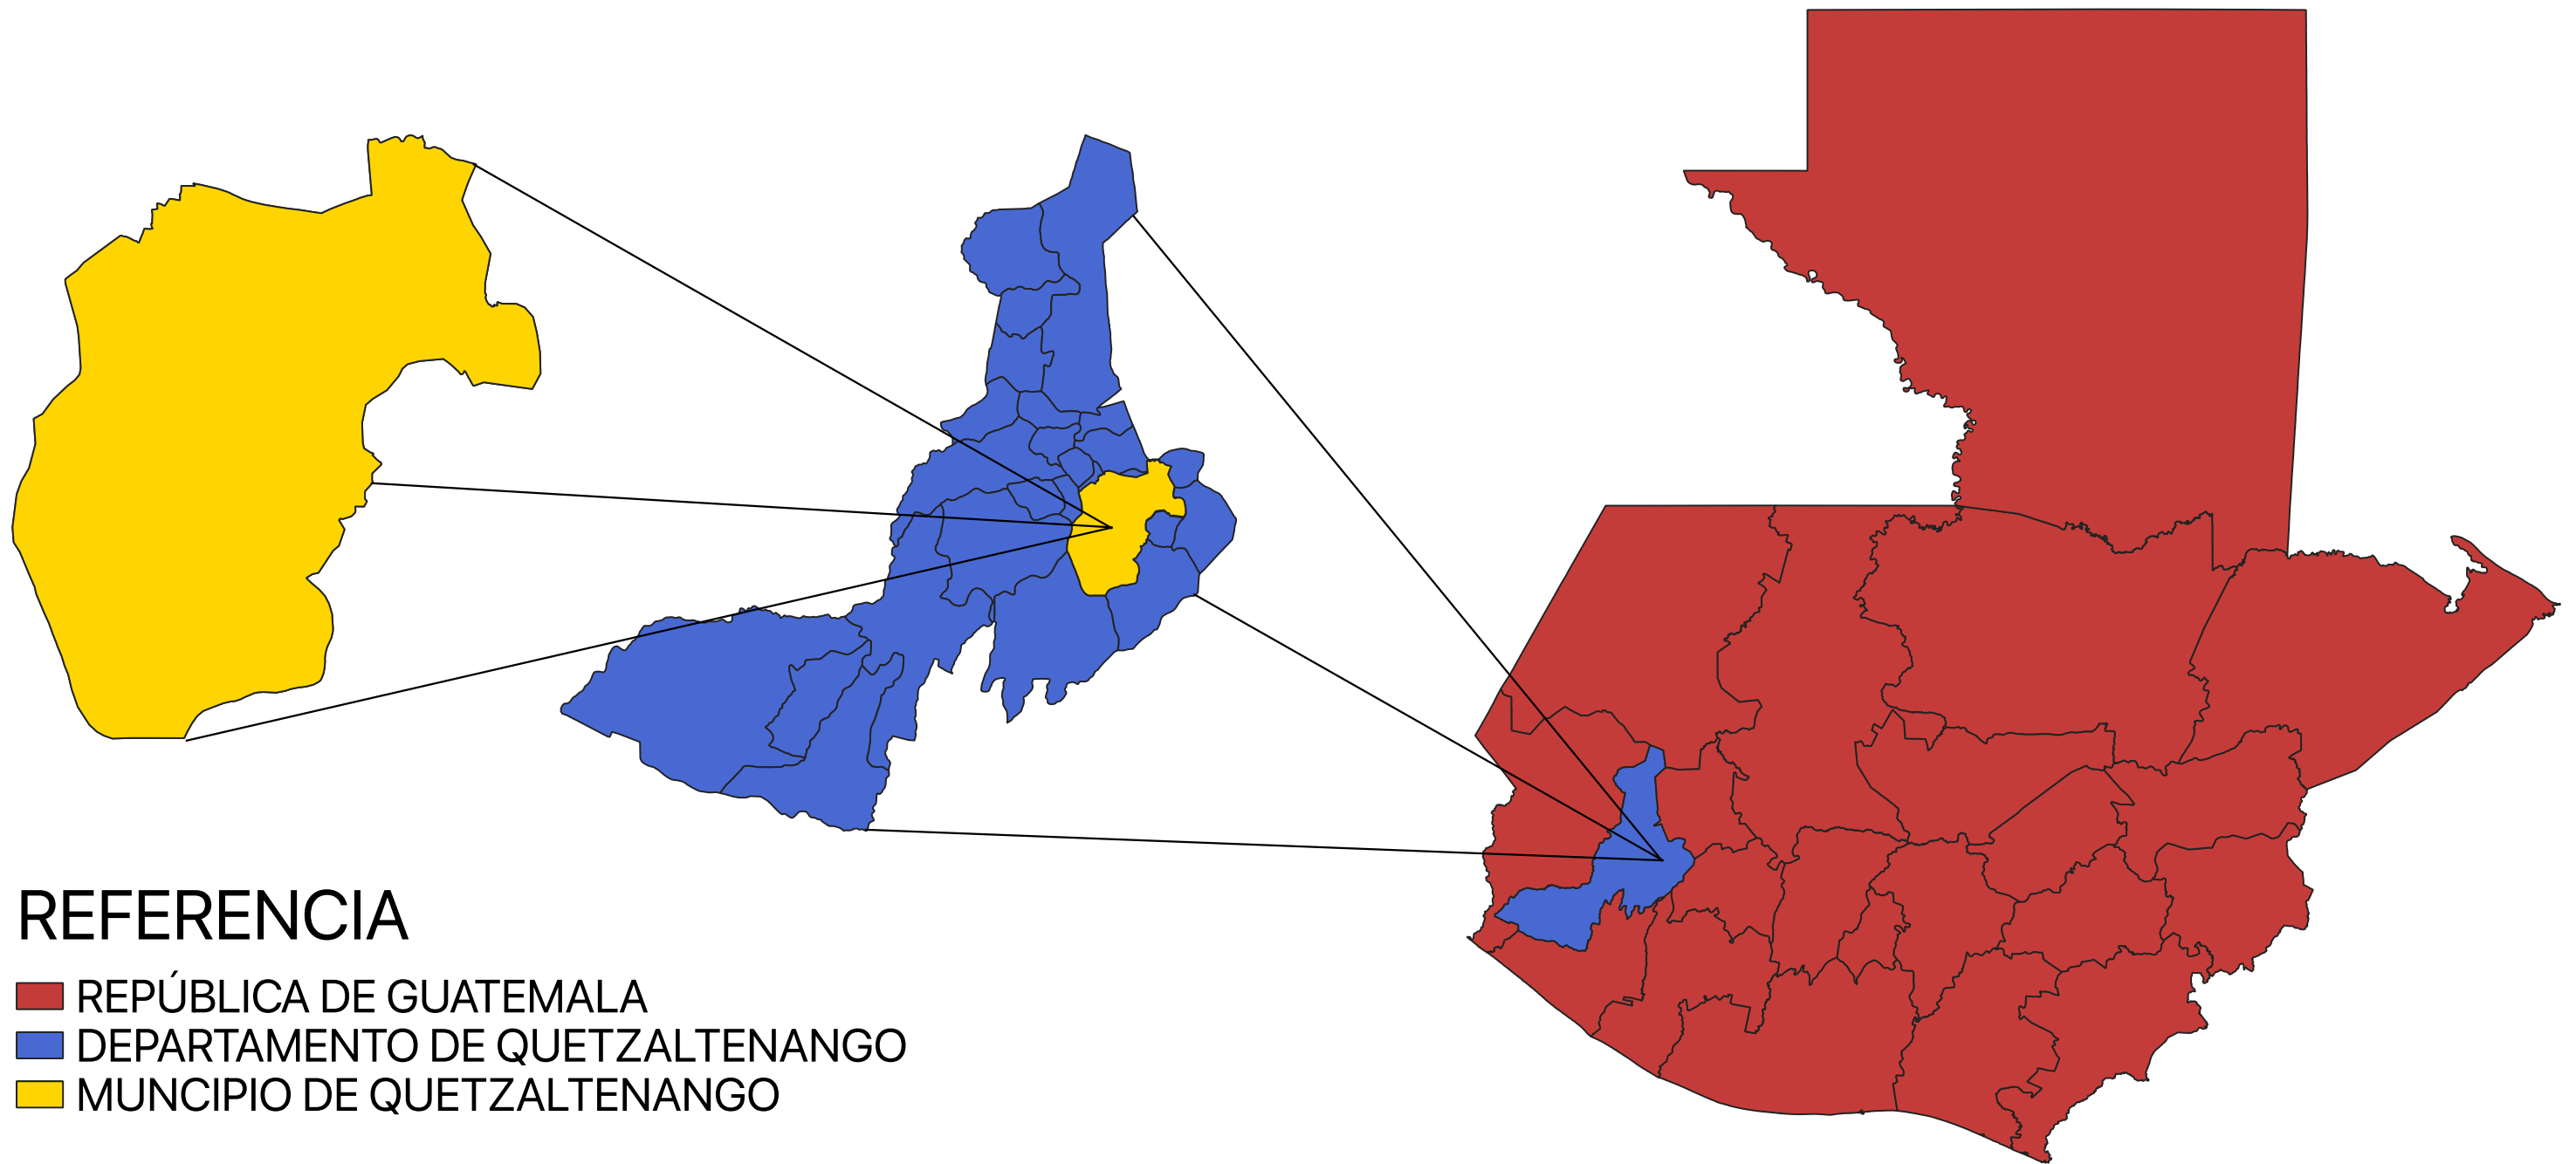 REFERENCIA
REPÚBLICA DE GUATEMALA
DEPARTAMENTO DE QUETZALTENANGO
MUNCIPIO DE QUETZALTENANGO